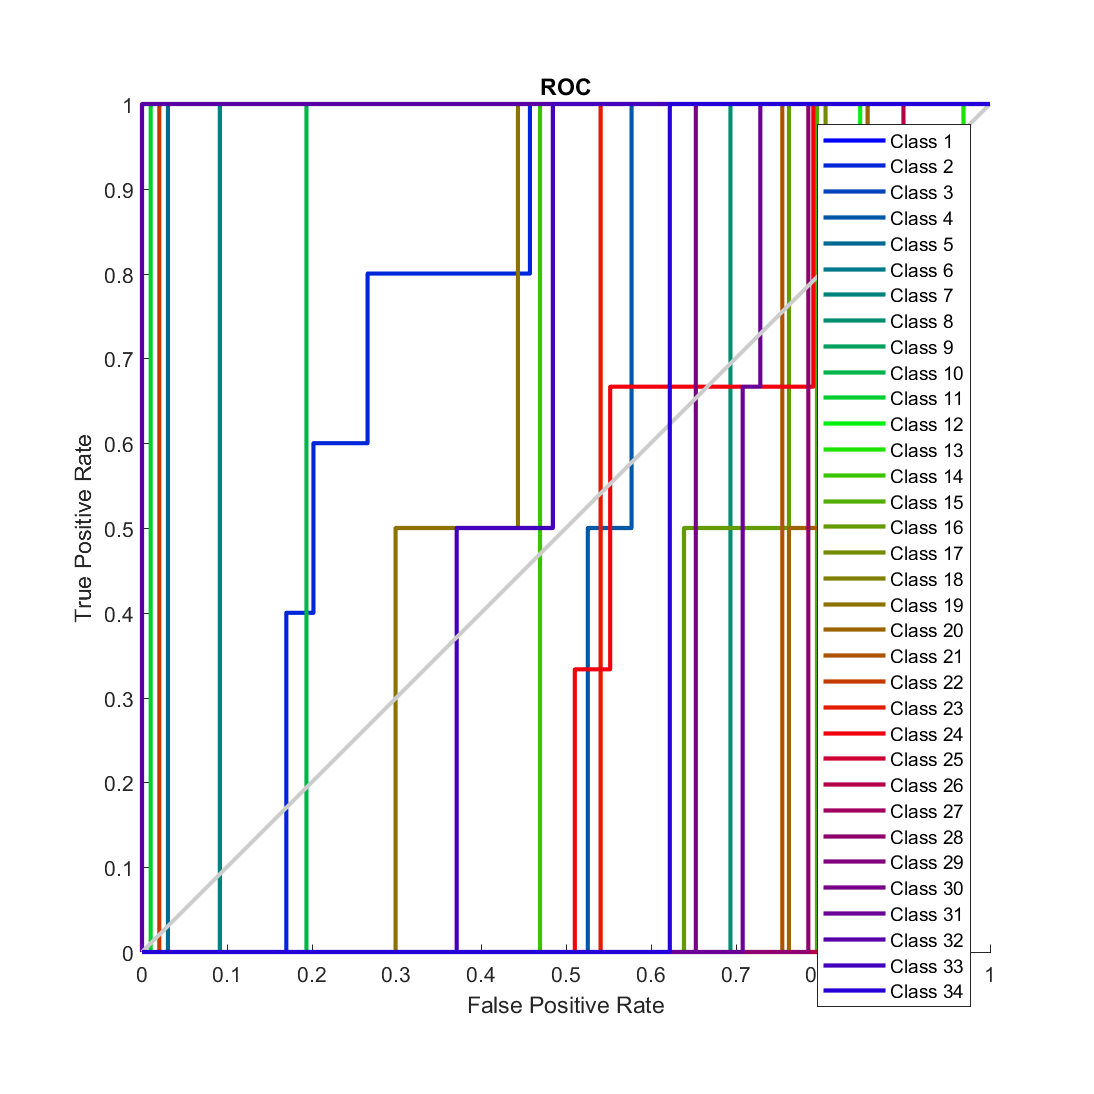 ROC
1
0.9
0.8
0.7
0.6
0.5
0.4
0.3
0.2
0.1
0
True Positive Rate
0 0.1 0.2 0.3 0.4 0.5 0.6 0.7 0 1
False Positive Rate
Class 1
Class 2
Class 3
Class 4
Class 5
Class 6
Class 7
Class 8
Class 9
Class 10
Class 11
Class 12
Class 13
Class 14
Class 15
Class 16
Class 17
Class 18
Class 19
Class 20
Class 21
Class 22
Class 23
Class 24
Class 25
Class 26
Class 27
Class 28
Class 29
Class 30
Class 31
Class 32
Class 33
Class 34